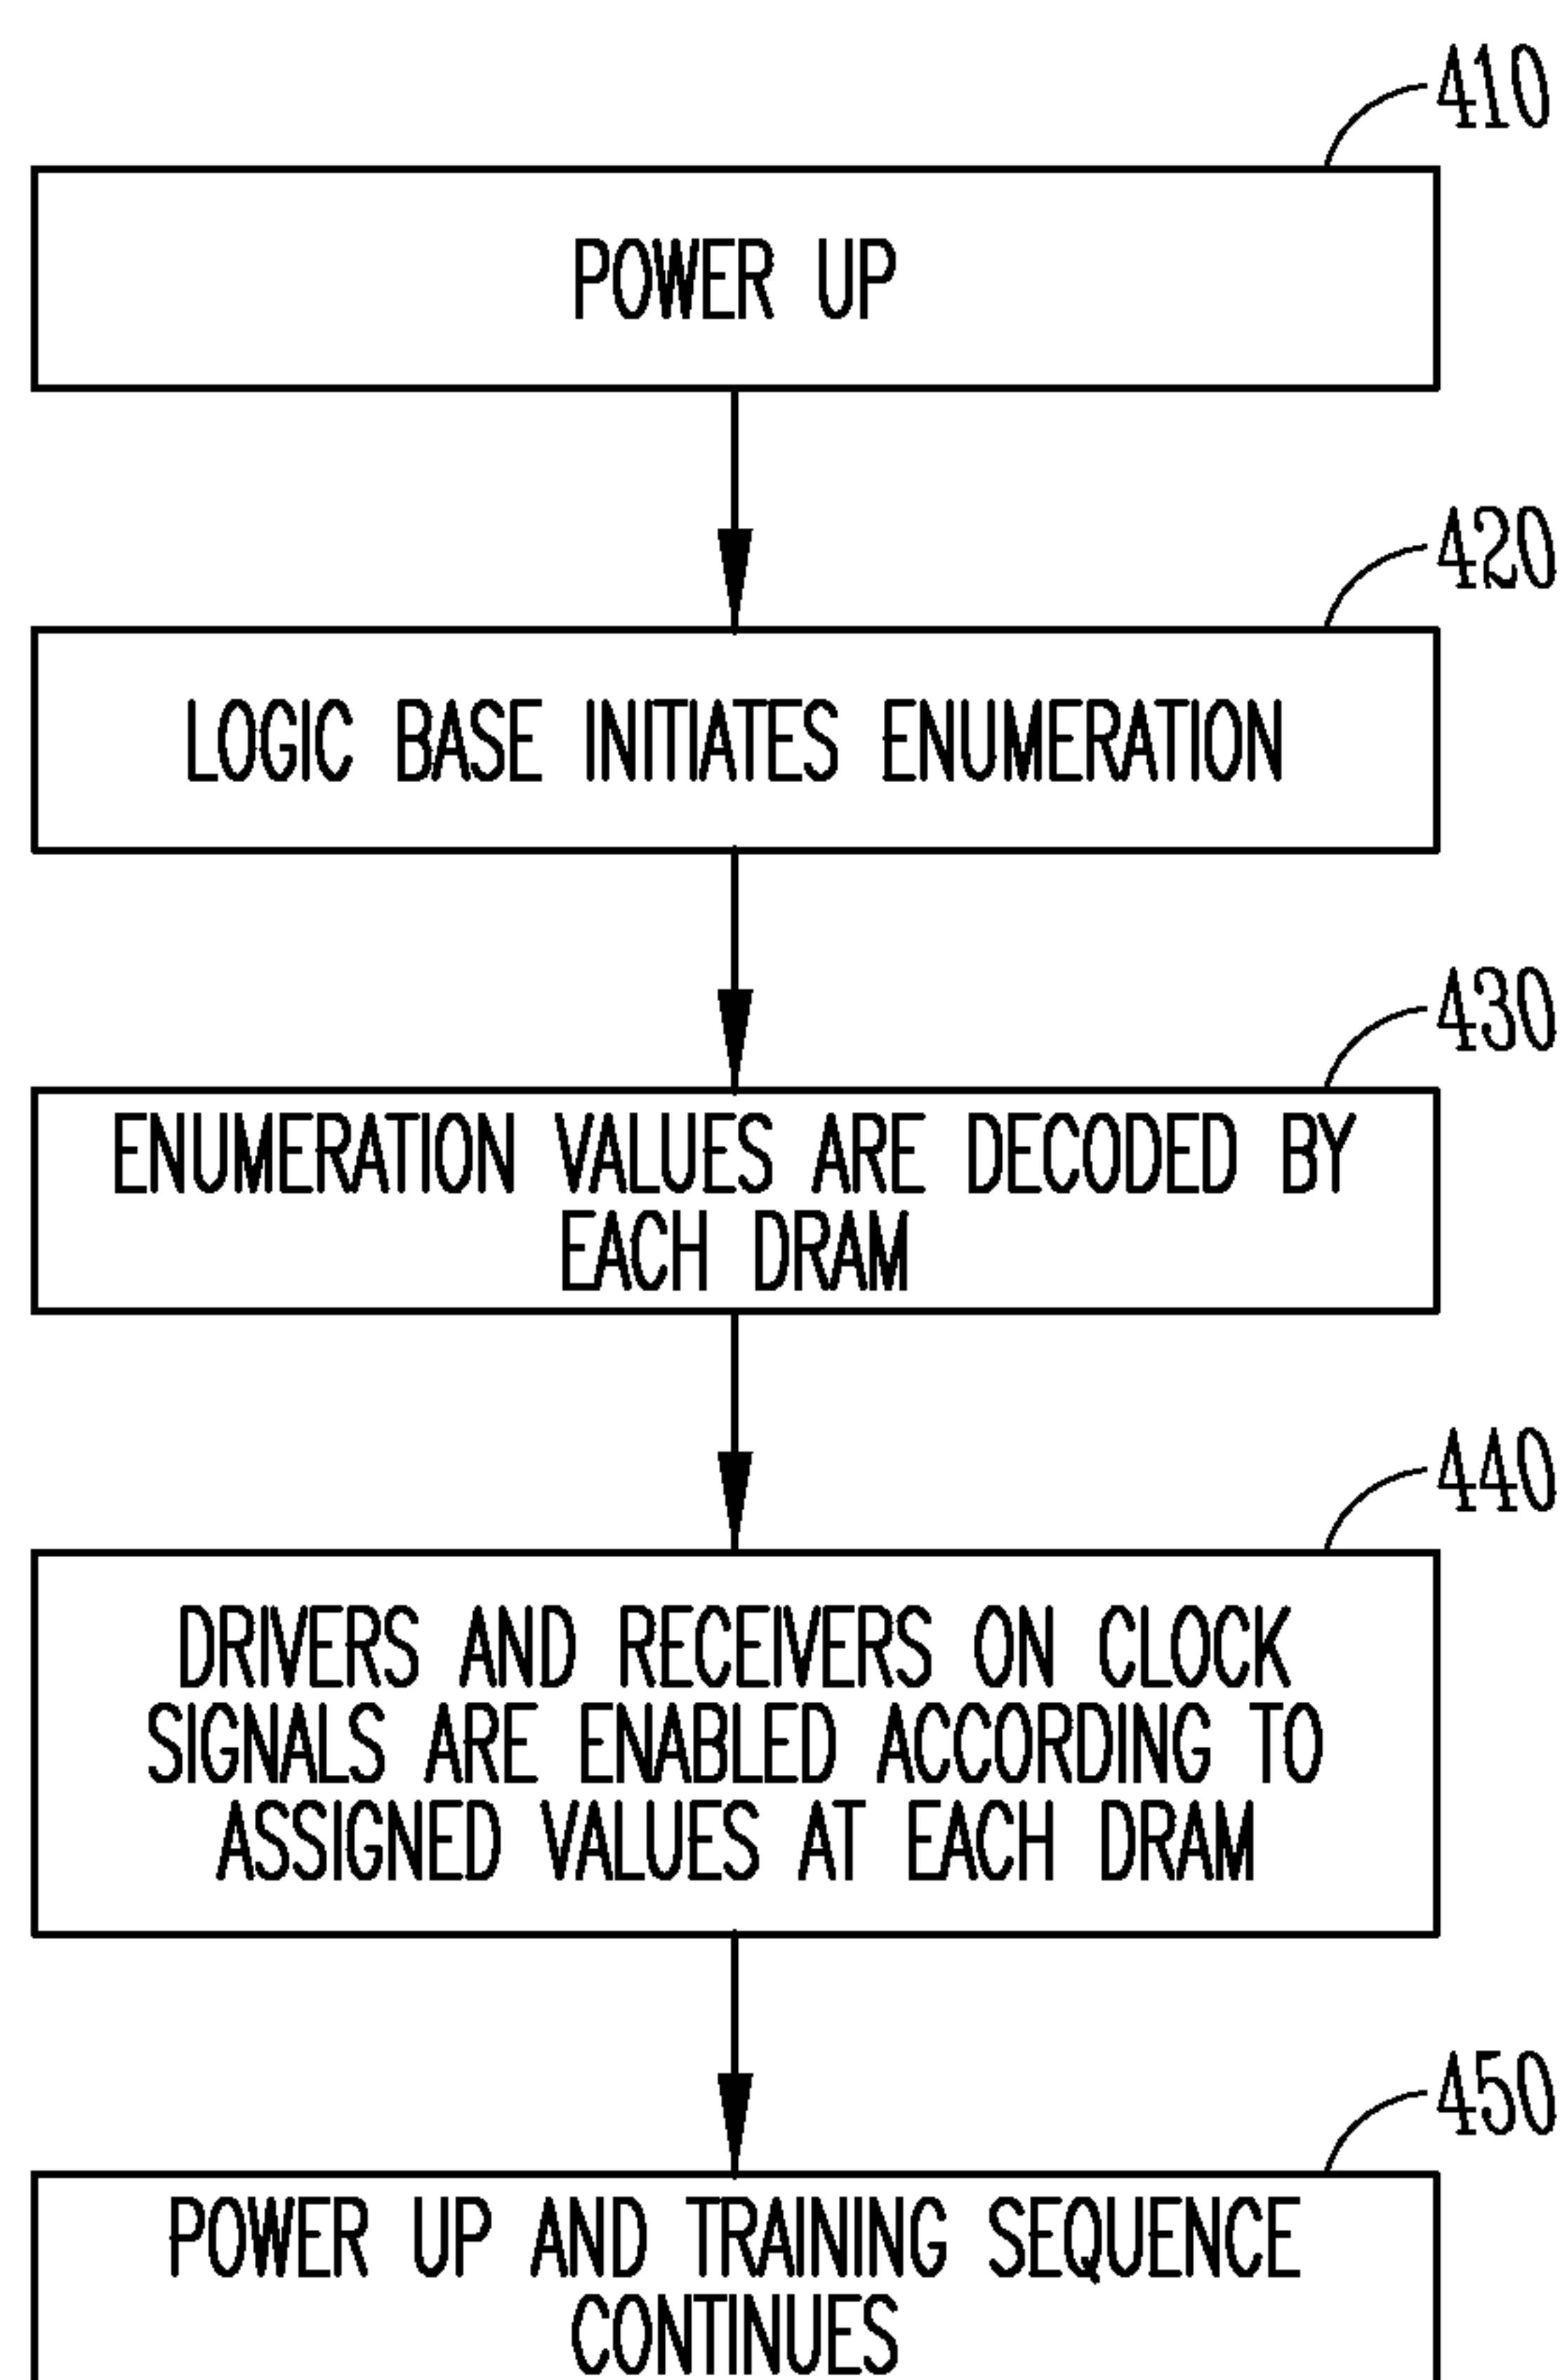 410
POWER UP
420
LOGIC BASE INITIATES ENUMERATION
430
ENUMERATION VALUES ARE DECODED BY
EACH DRAM
440
DRIVERS AND RECEIVERS ON CLOCK
SIGNALS ARE ENABLED ACCORDING TO
ASSIGNED VALUES AT EACH DRAM
450
POWER UP AND TRAINING SEQUENCE
CONTINUES